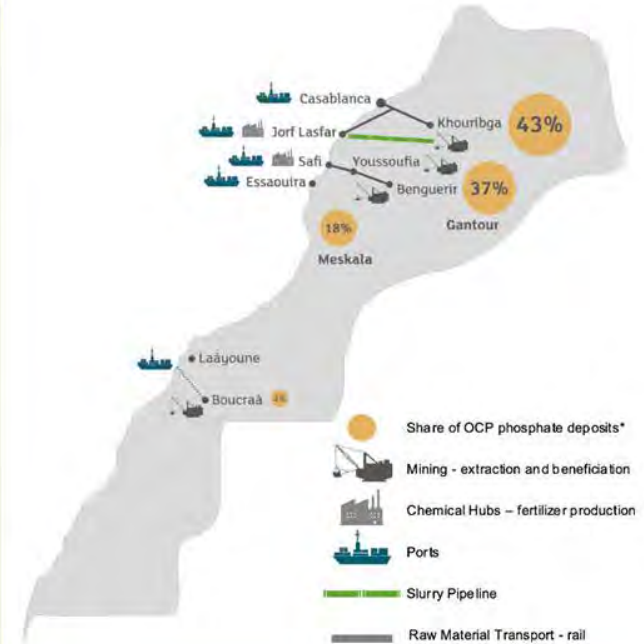 Casablanca
Khouribga
43%
Jorf Lasfar
Safi
Youssoufia
Essaouira
Benguerir
37%
Gantour
18%
Meskala
Laâyoune
Boucraâ
Share of OCP phosphate deposits*
Mining - extraction and beneficiation
Chemical Hubs – fertilizer production
Ports
Slurry Pipeline
Raw Material Transport - rail